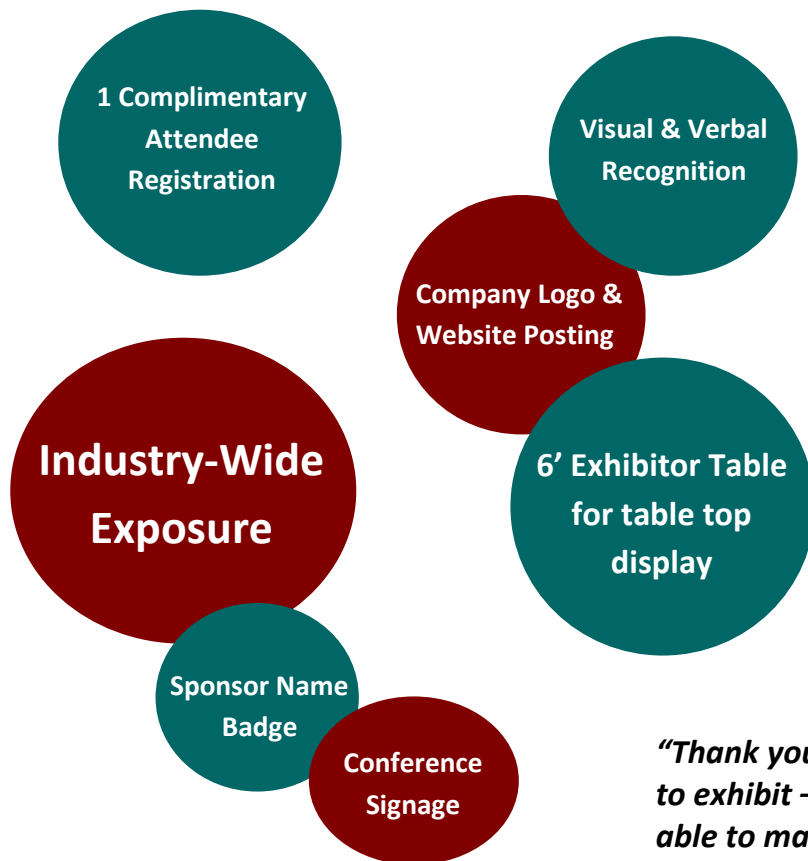 1 Complimentary
Attendee
Registration
Visual & Verbal
Recognition
Company Logo &
Website Posting
Industry-Wide
Exposure
6’ Exhibitor Table
for table top
display
Sponsor Name
Badge
Conference
Signage
“Thank you
to exhibit –
able to ma